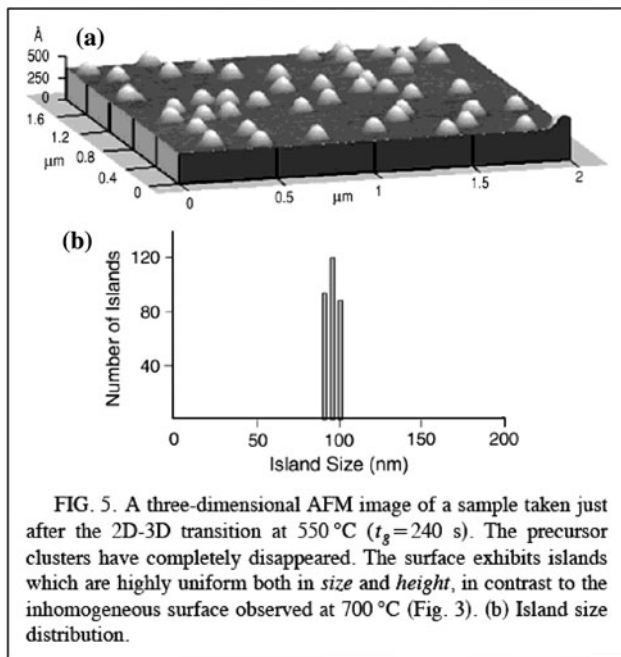 Å
(a)
500
250
0
1.6
1.2
μm
0.8
0.4
0
0
0.5
μm
1
1.5
2
(b)
Number of Islands
120
80
40
0
50
100
150
200
Island Size (nm)
FIG. 5. A three-dimensional AFM image of a sample taken just
after the 2D-3D transition at 550 °C (tg=240 s). The precursor
clusters have completely disappeared. The surface exhibits islands
which are highly uniform both in size and height, in contrast to the
inhomogeneous surface observed at 700 °C (Fig. 3). (b) Island size
distribution.